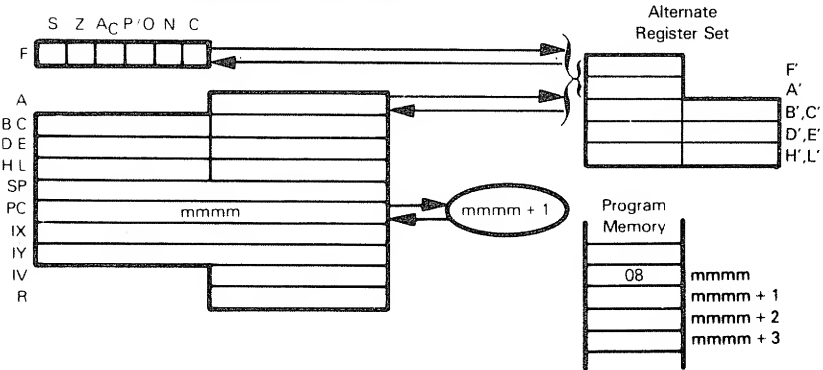 S Z AC P/O N C
F
A
B C
D E
H L
SP
PC mmmm
IX
IY
IV
R
mmmm + 1
Alternate
Register Set
F'
A'
B',C'
D',E'
H',L'
Program
Memory
08 mmmm
mmmm + 1
mmmm + 2
mmmm + 3